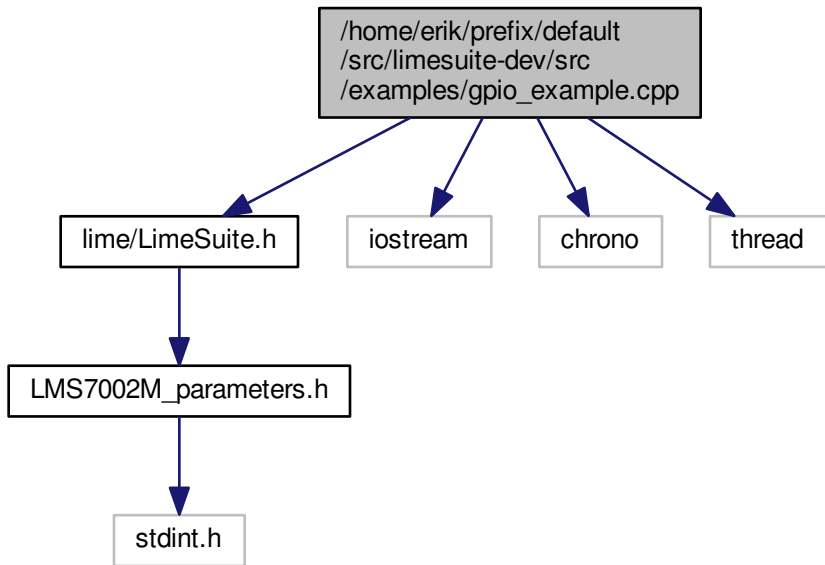 /home/erik/prefix/default
/src/limesuite-dev/src
/examples/gpio_example.cpp
lime/LimeSuite.h
iostream
chrono
thread
LMS7002M_parameters.h
stdint.h